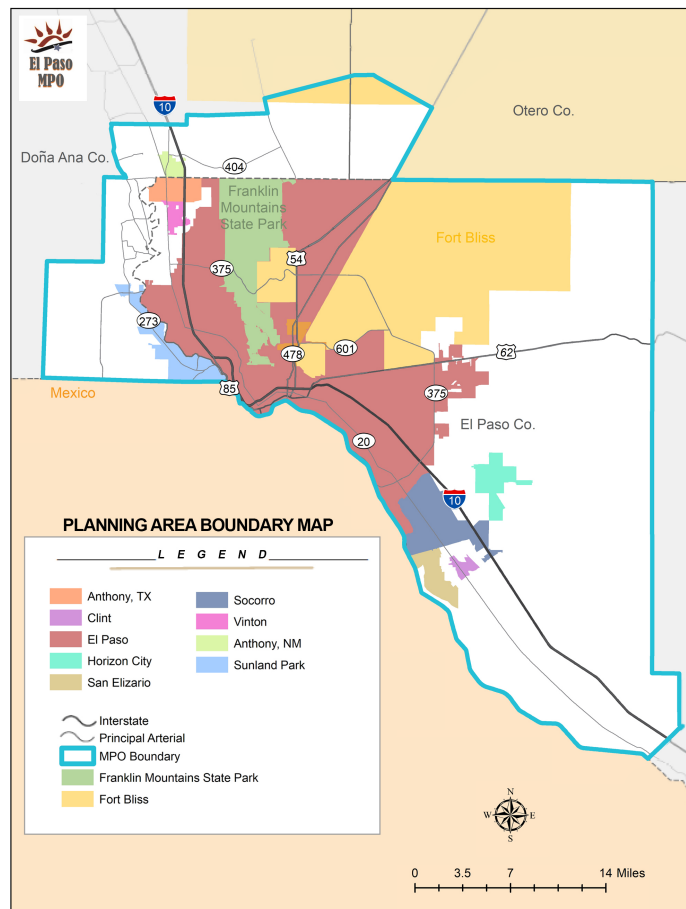 El Paso
MPO
10
Otero Co.
Doña Ana Co.
404
Franklin
Mountains
State Park
Fort Bliss
54
375
273
478
601
62
85
375
Mexico
El Paso Co.
20
10
PLANNING AREA BOUNDARY MAP
LEGEND
Anthony, TX
Clint
El Paso
Horizon City
San Elizario
Socorro
Vinton
Anthony, NM
Sunland Park
Interstate
Principal Arterial
MPO Boundary
Franklin Mountains State Park
Fort Bliss
N
W E
S
0 3.5 7 14 Miles